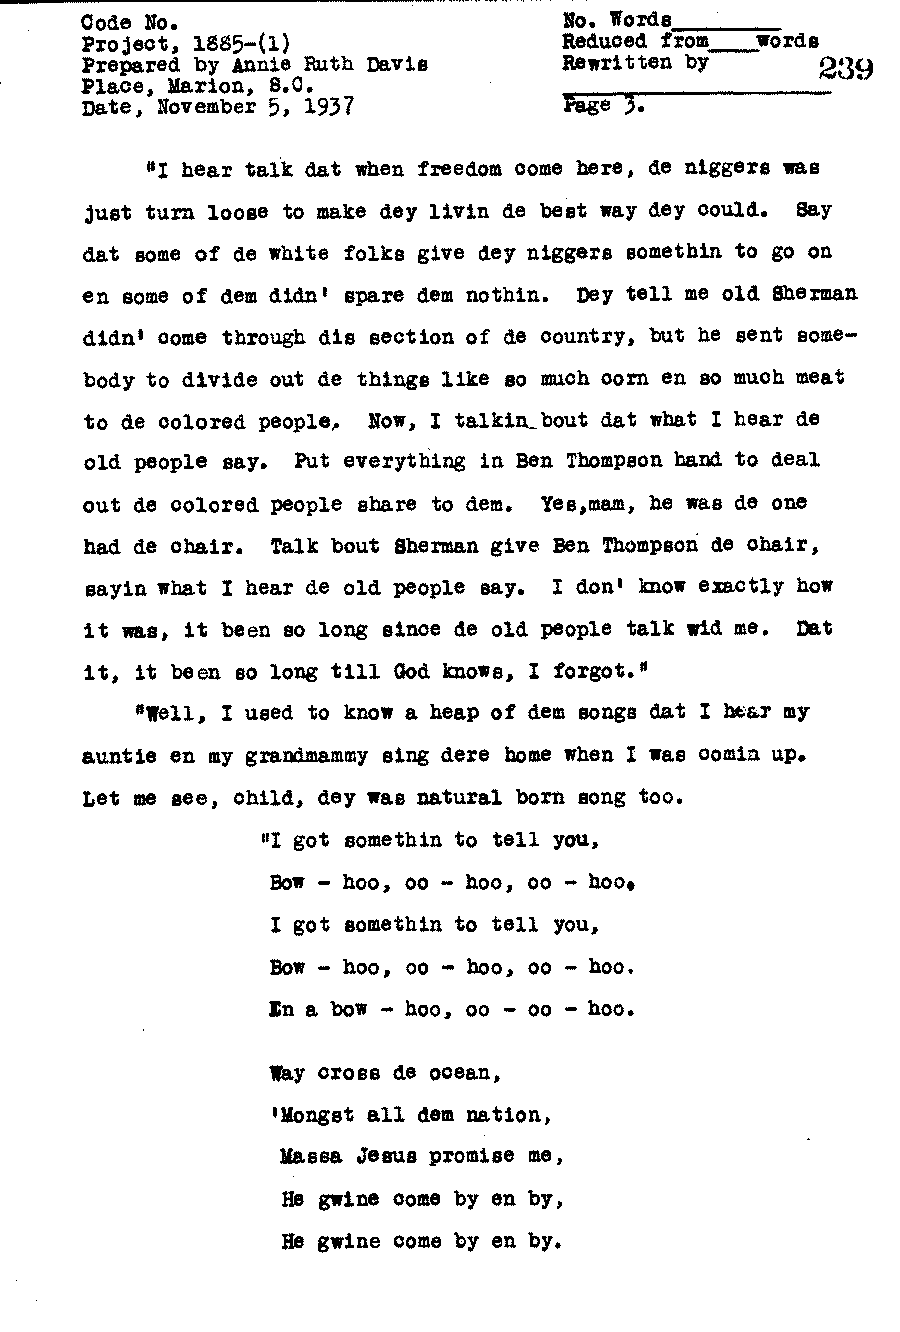 Code No.
Project, 1885-(1)
Prepared by Annie Ruth Davis
Place, Marion, S.C.
Date, November 5, 1937
No. Words
Reduced from____words
Rewritten by
239
Page 3.
"I hear talk dat when freedom come here, de niggers was
just turn loose to make dey livin de best way dey could. Say
dat some of de white folks give dey niggers somethin to go on
en some of dem didn' spare dem nothin. Dey tell me old Sherman
didn' come through dis section of de country, but he sent some-
body to divide out de things like so much corn en so much meat
to de colored people. Now, I talkin bout dat what I hear de
old people say. Put everything in Ben Thompson hand to deal
out de colored people share to dem. Yes,mam, he was de one
had de chair. Talk bout Sherman give Ben Thompson de chair,
sayin what I hear de old people say. I don' know exactly how
it was, it been so long since de old people talk wid me. Dat
it, it been so long till God knows, I forgot."
"Well, I used to know a heap of dem songs dat I hear my
auntie en my grandmammy sing dere home when I was comin up.
Let me see, child, dey was natural born song too.
"I got somethin to tell you,
Bow - hoo, oo - hoo, oo - hoo.
I got somethin to tell you,
Bow - hoo, oo - hoo, oo - hoo.
En a bow - hoo, oo - oo - hoo.
Way cross de ocean,
'Mongst all dem nation,
Massa Jesus promise me,
He gwine come by en by,
He gwine come by en by.